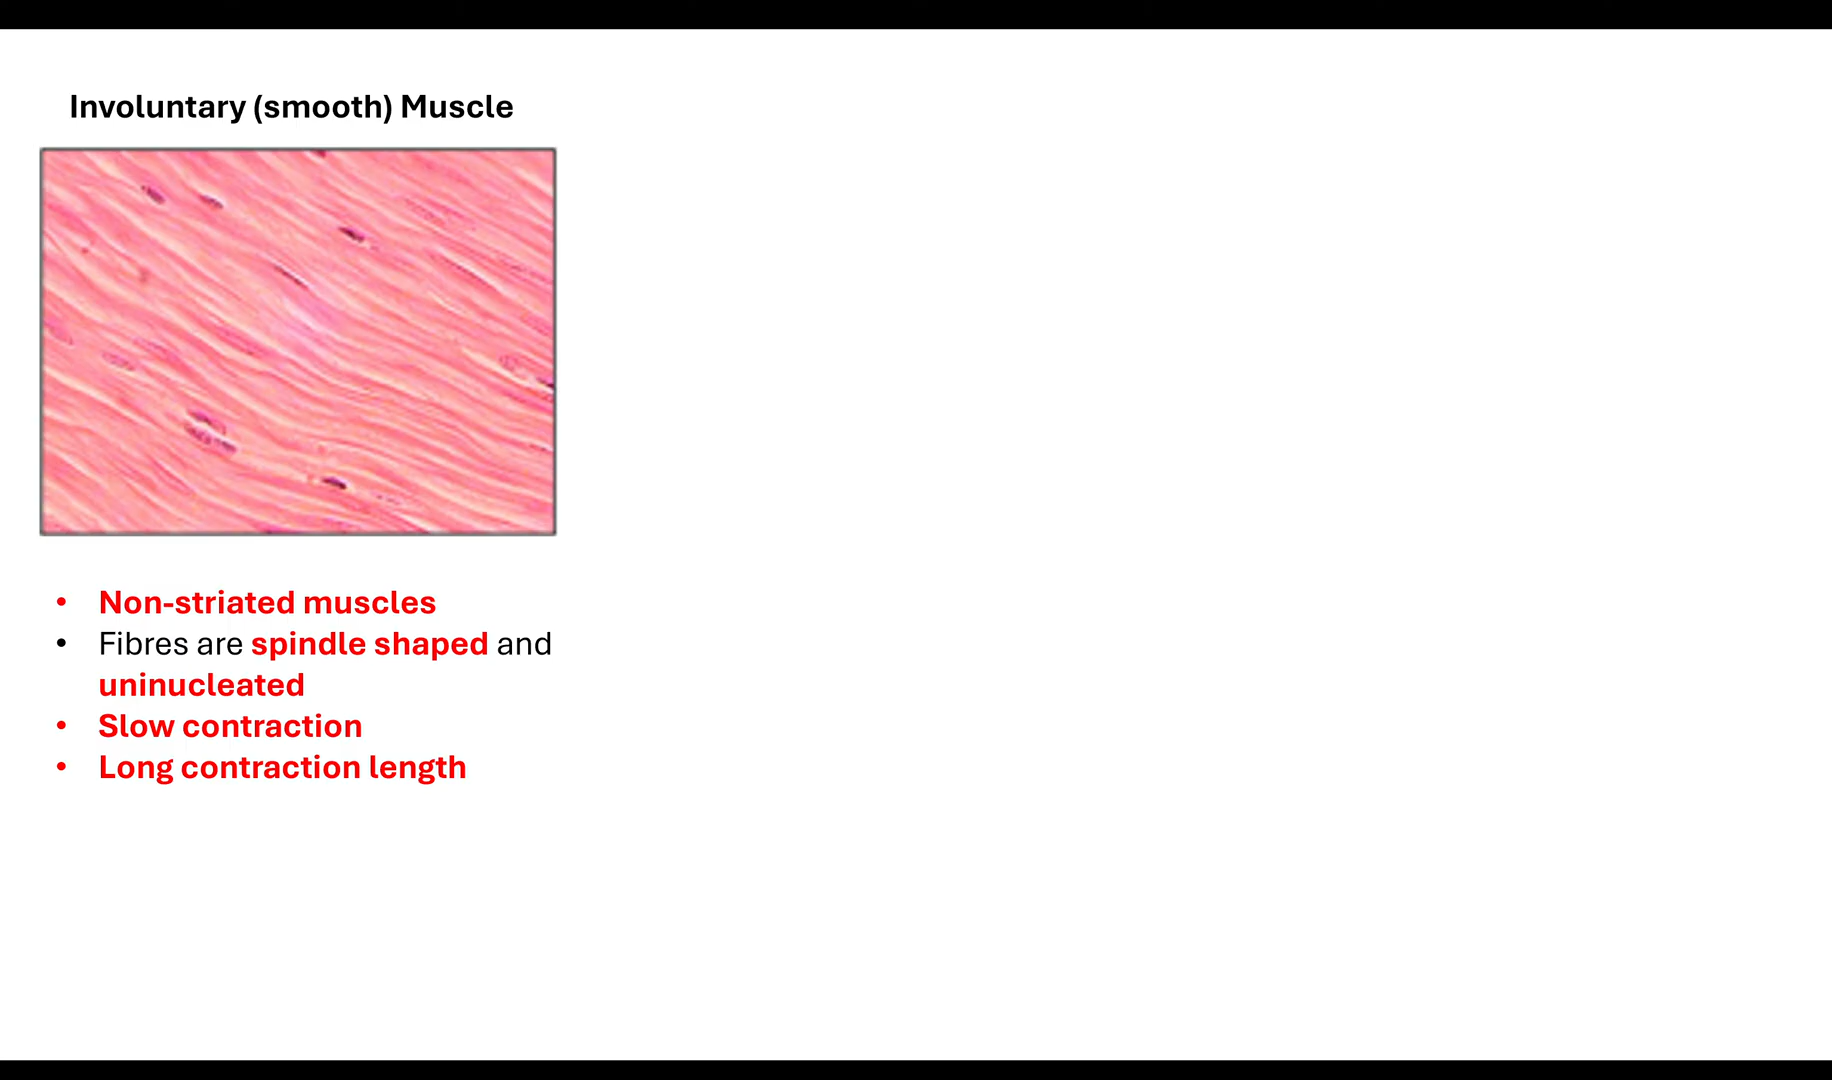 Involuntary (smooth) Muscle
• Non-striated muscles
• Fibres are spindle shaped and
uninucleated
• Slow contraction
• Long contraction length